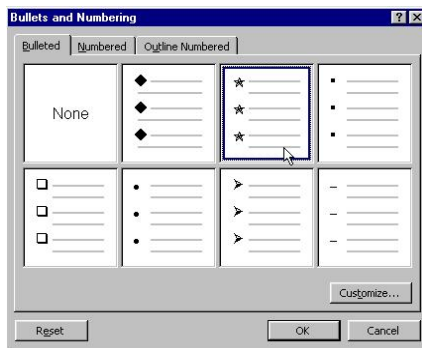 Bullets and Numbering
Bulleted Numbered Outline Numbered
None
Customize...
Reset OK Cancel